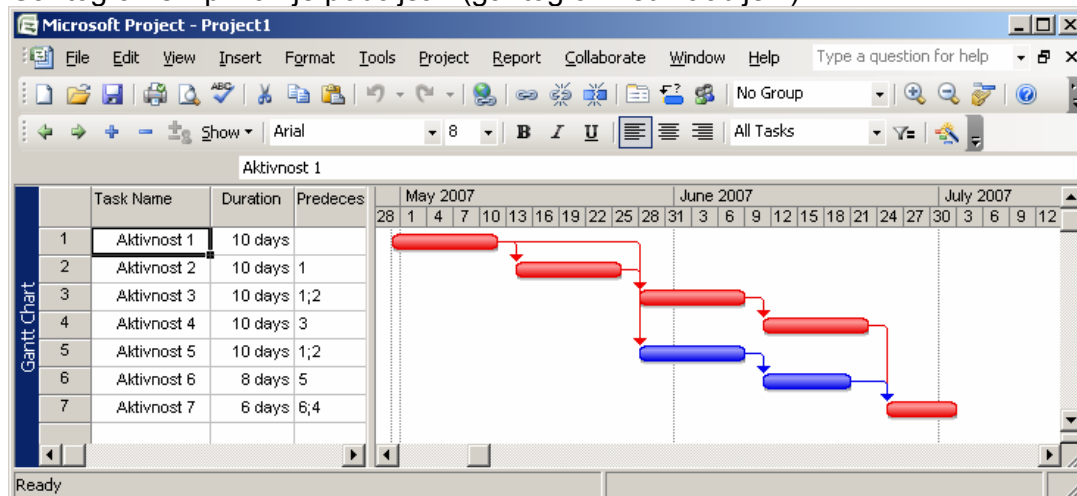 Microsoft Project - Project1
File Edit View Insert Format Tools Project Report Collaborate Window Help Type a question for help
No Group
Show Arial 8 B I U All Tasks
Aktivnost 1
Task Name Duration Predeces
May 2007 June 2007 July 2007
28 1 4 7 10 13 16 19 22 25 28 31 3 6 9 12 15 18 21 24 27 30 3 6 9 12
1 Aktivnost 1 10 days
2 Aktivnost 2 10 days 1
3 Aktivnost 3 10 days 1;2
4 Aktivnost 4 10 days 3
5 Aktivnost 5 10 days 1;2
6 Aktivnost 6 8 days 5
7 Aktivnost 7 6 days 6;4
Gantt Chart
Ready